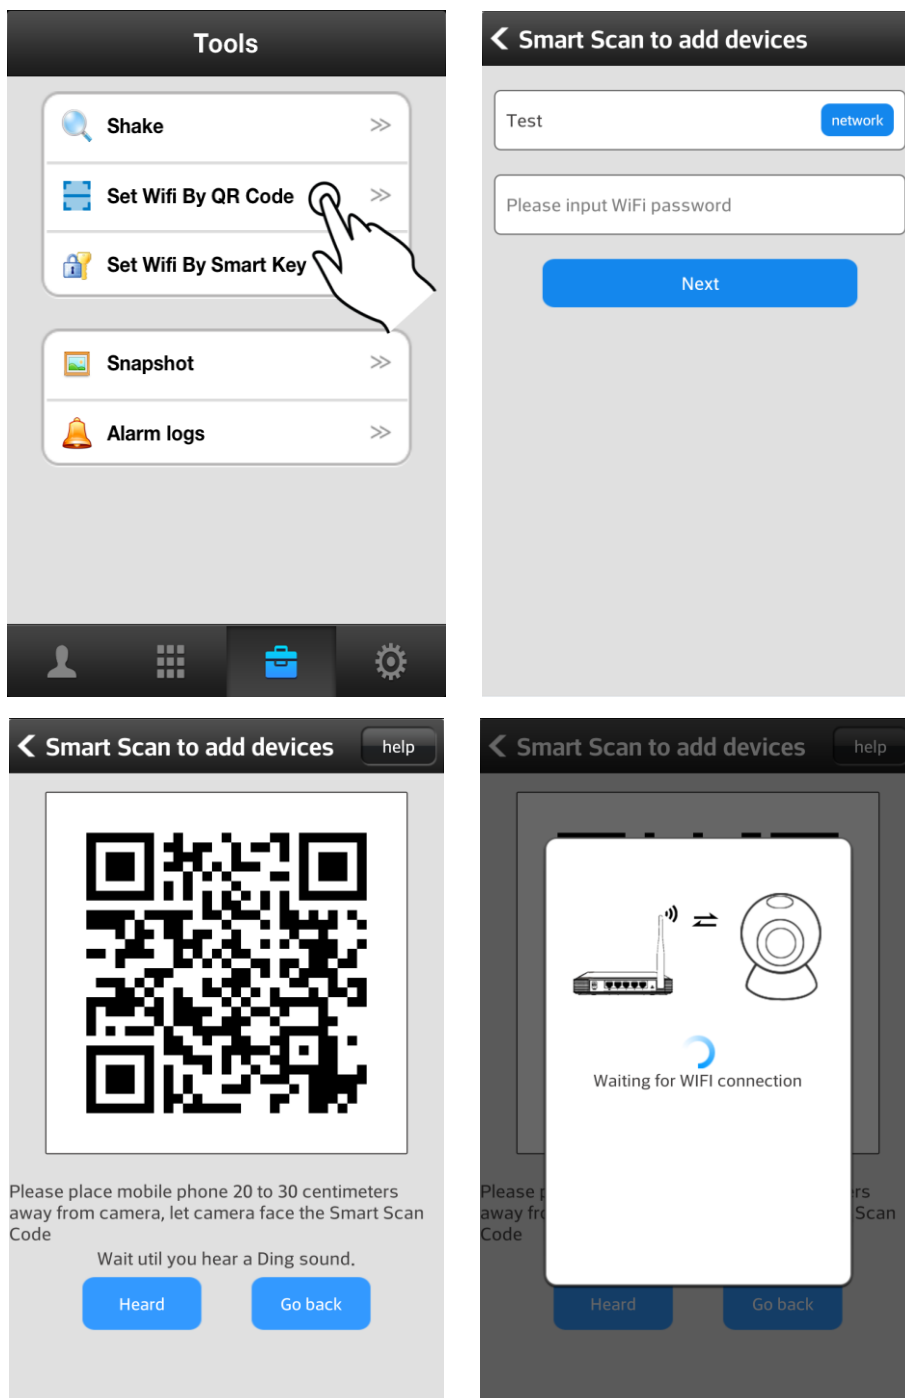 Tools
Shake
Set Wifi By QR Code
Set Wifi By Smart Key
Snapshot
Alarm logs
Smart Scan to add devices
Test
network
Please input WiFi password
Next
Smart Scan to add devices
help
Please place mobile phone 20 to 30 centimeters
away from camera, let camera face the Smart Scan
Code
Wait util you hear a Ding sound.
Heard
Go back
Smart Scan to add devices
help
Waiting for WIFI connection
Please p
rs
away fro
Scan
Code
Heard
Go back